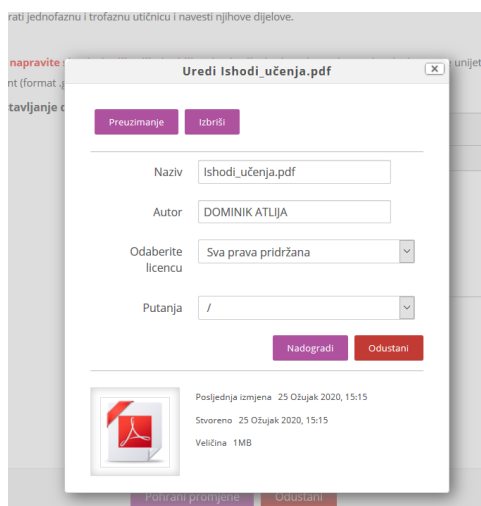 rati jednofaznu i trofaznu utičnicu i navesti njihove dijelove.
napravite
unijet
nt (format .g
tavljanje d
Uredi Ishodi_učenja.pdf
Preuzimanje Izbriši
Naziv Ishodi_učenja.pdf
Autor DOMINIK ATLIJA
Odaberite
licencu Sva prava pridržana
Putanja /
Nadogradi Odustani
Posljednja izmjena 25 Ožujak 2020, 15:15
Stvoreno 25 Ožujak 2020, 15:15
Veličina 1MB
Pohrani promjene Odustani